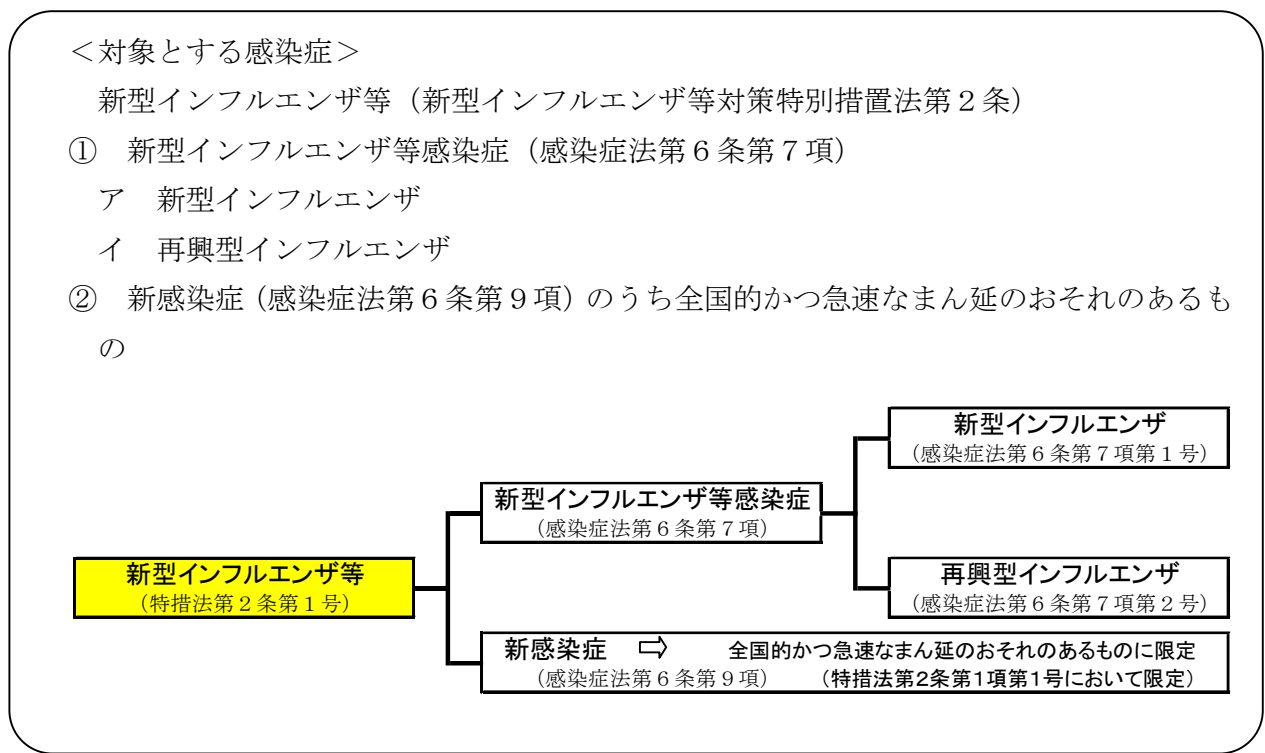 ＜対象とする感染症＞
新型インフルエンザ等（新型インフルエンザ等対策特別措置法第２条）
① 新型インフルエンザ等感染症（感染症法第６条第７項）
ア 新型インフルエンザ
イ 再興型インフルエンザ
② 新感染症（感染症法第６条第９項）のうち全国的かつ急速なまん延のおそれのあるも
の
新型インフルエンザ
（感染症法第６条第７項第１号）
新型インフルエンザ等感染症
（感染症法第６条第７項）
新型インフルエンザ等
（特措法第２条第１号）
再興型インフルエンザ
（感染症法第６条第７項第２号）
新感染症 ⇨ 全国的かつ急速なまん延のおそれのあるものに限定
（感染症法第６条第９項） （特措法第2条第1項第1号において限定）